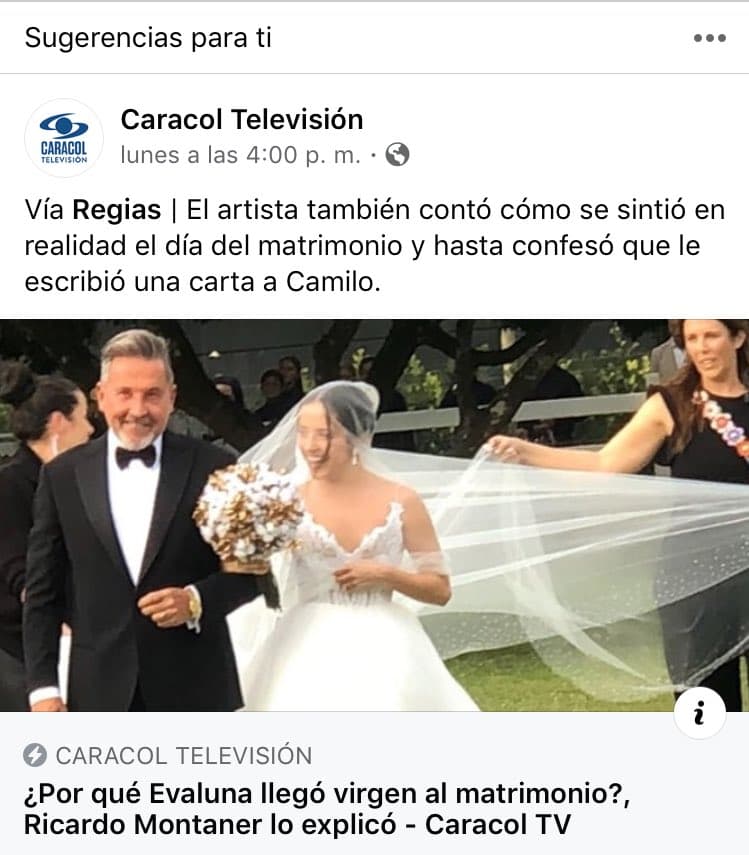 Sugerencias para ti
Caracol Televisión
CARACOL
TELEVISIÓN
lunes a las 4:00 p. m. ·
Vía Regias | El artista también contó cómo se sintió en
realidad el día del matrimonio y hasta confesó que le
escribió una carta a Camilo.
i
CARACOL TELEVISIÓN
¿Por qué Evaluna llegó virgen al matrimonio?,
Ricardo Montaner lo explicó - Caracol TV